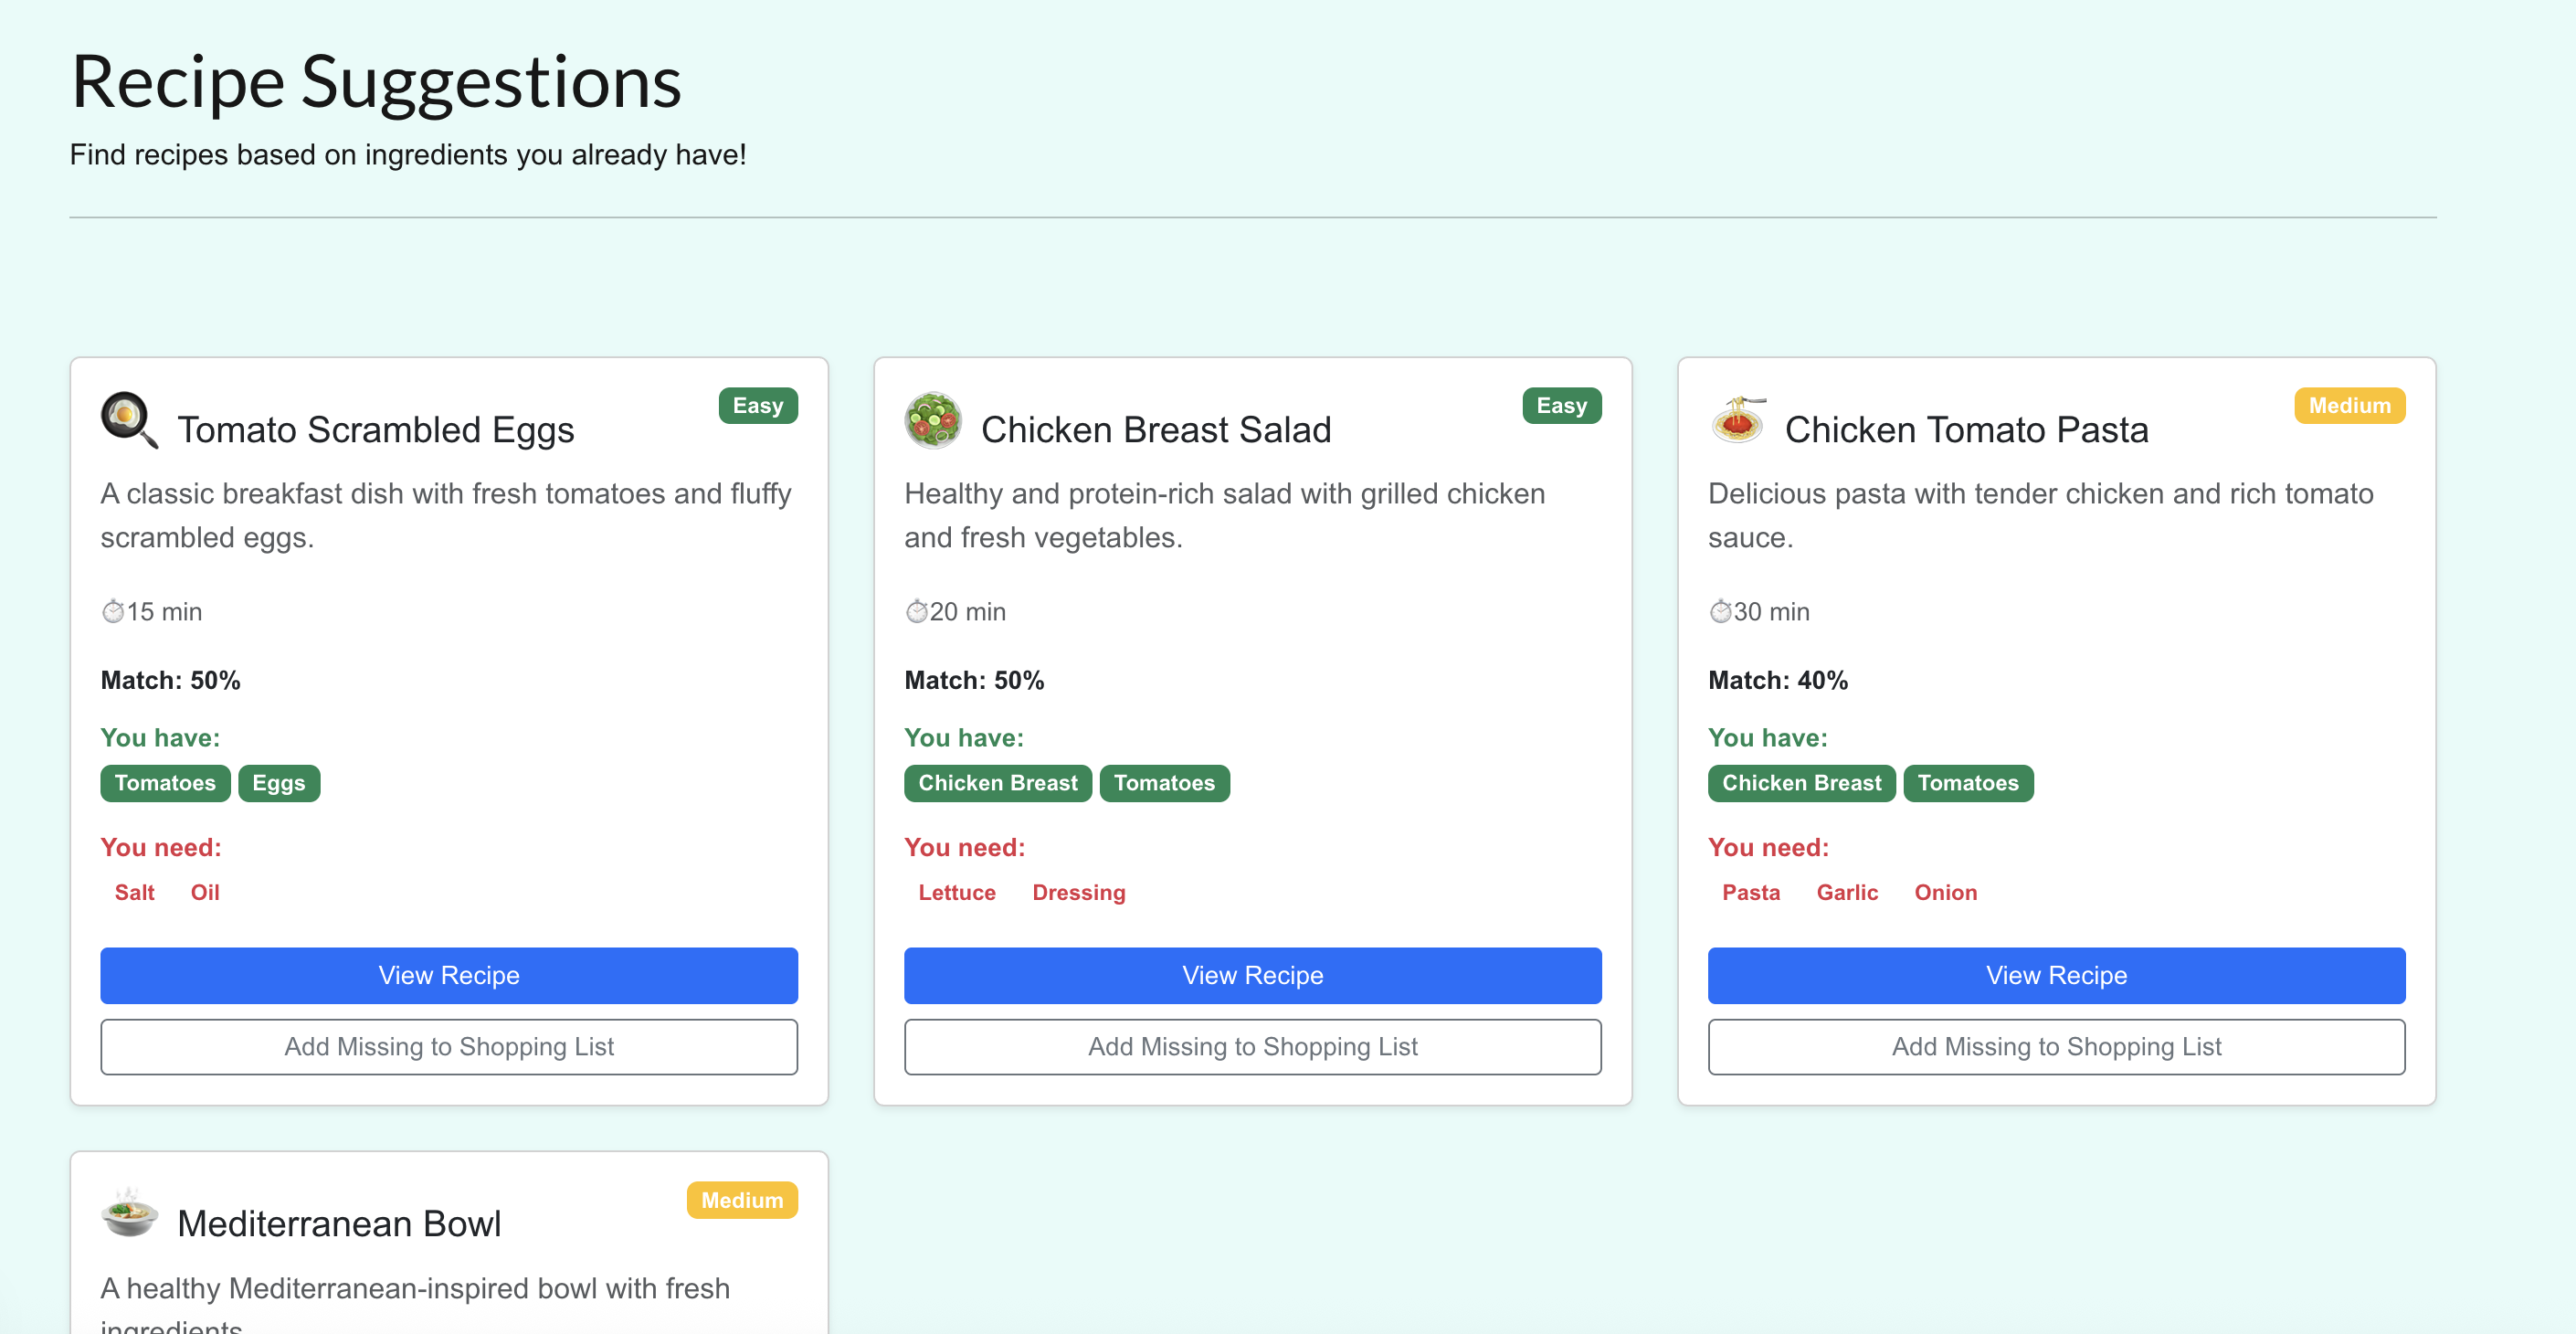 Recipe Suggestions
Find recipes based on ingredients you already have!
Tomato Scrambled Eggs
Easy
A classic breakfast dish with fresh tomatoes and fluffy
scrambled eggs.
15 min
Match: 50%
You have:
Tomatoes Eggs
You need:
Salt Oil
View Recipe
Add Missing to Shopping List
Chicken Breast Salad
Easy
Healthy and protein-rich salad with grilled chicken
and fresh vegetables.
20 min
Match: 50%
You have:
Chicken Breast Tomatoes
You need:
Lettuce Dressing
View Recipe
Add Missing to Shopping List
Chicken Tomato Pasta
Medium
Delicious pasta with tender chicken and rich tomato
sauce.
30 min
Match: 40%
You have:
Chicken Breast Tomatoes
You need:
Pasta Garlic Onion
View Recipe
Add Missing to Shopping List
Mediterranean Bowl
Medium
A healthy Mediterranean-inspired bowl with fresh
ingredients.